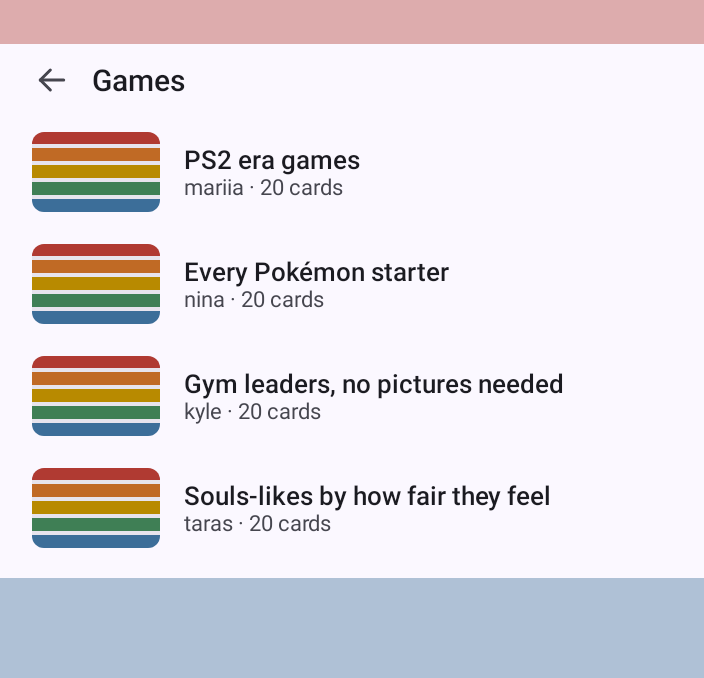 Games
PS2 era games
mariia · 20 cards
Every Pokémon starter
nina · 20 cards
Gym leaders, no pictures needed
kyle · 20 cards
Souls-likes by how fair they feel
taras · 20 cards